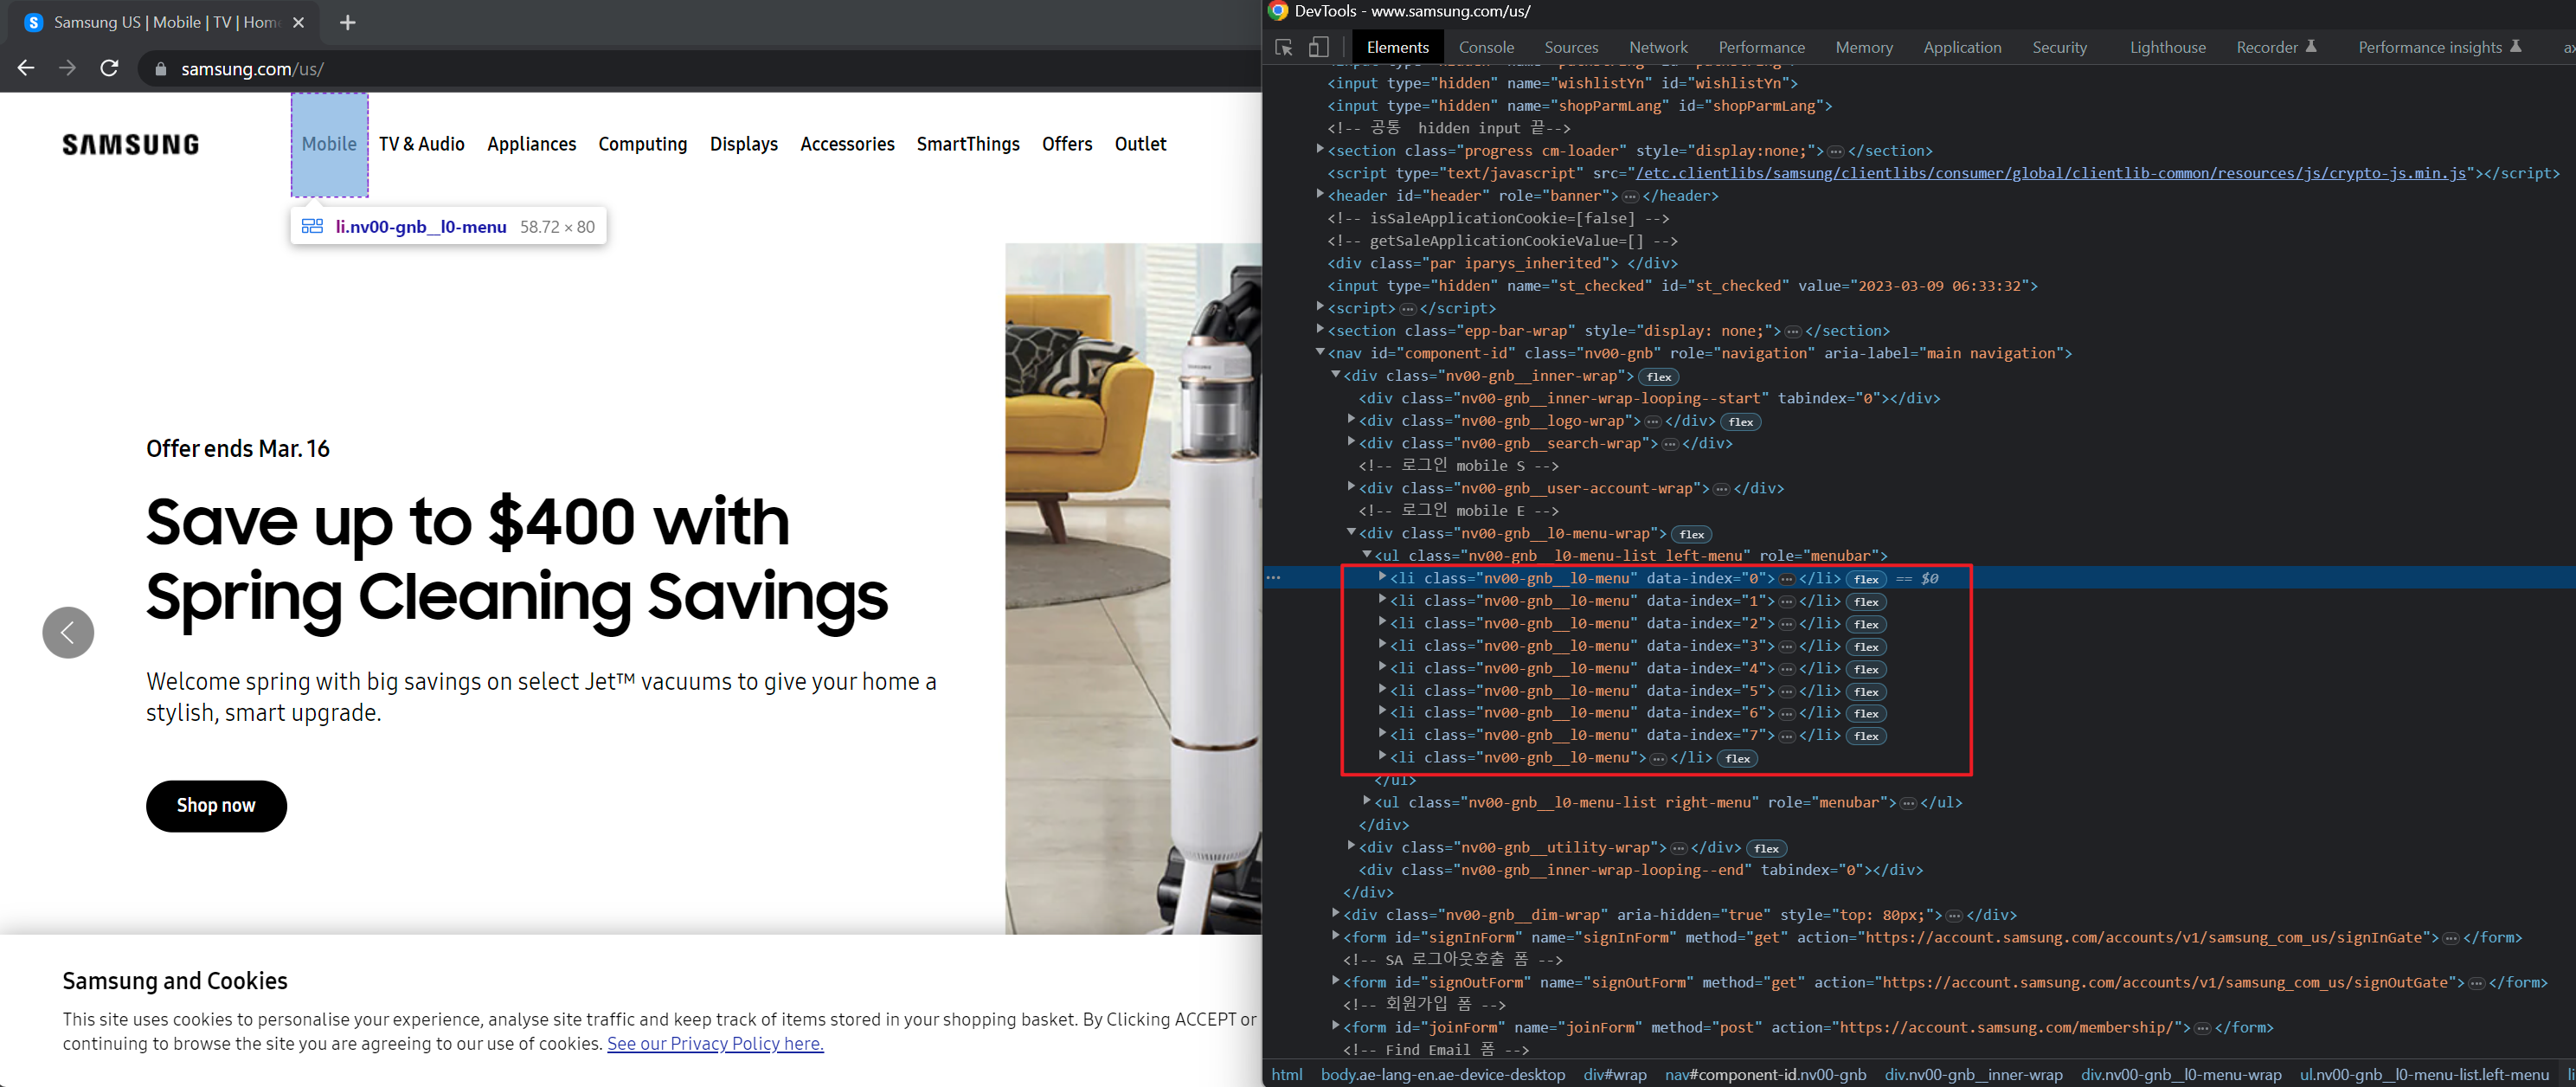 Samsung US | Mobile | TV | Home
samsung.com/us/
SAMSUNG
Mobile TV & Audio Appliances Computing Displays Accessories SmartThings Offers Outlet
li.nv00-gnb__l0-menu 58.72 × 80
Offer ends Mar. 16
Save up to $400 with
Spring Cleaning Savings
Welcome spring with big savings on select Jet™ vacuums to give your home a
stylish, smart upgrade.
Shop now
Samsung and Cookies
This site uses cookies to personalise your experience, analyse site traffic and keep track of items stored in your shopping basket. By Clicking ACCEPT or
continuing to browse the site you are agreeing to our use of cookies. See our Privacy Policy here.
DevTools - www.samsung.com/us/
Elements Console Sources Network Performance Memory Application Security Lighthouse Recorder Performance insights
<input type="hidden" name="wishlistYn" id="wishlistYn">
<input type="hidden" name="shopParmLang" id="shopParmLang">
<!-- 공통  hidden input 끝-->
<section class="progress cm-loader" style="display:none;">…</section>
<script type="text/javascript" src="/etc.clientlibs/samsung/clientlibs/consumer/global/clientlib-common/resources/js/crypto-js.min.js"></script>
<header id="header" role="banner">…</header>
<!-- isSaleApplicationCookie=[false] -->
<!-- getSaleApplicationCookieValue=[] -->
<div class="par iparys_inherited"> </div>
<input type="hidden" name="st_checked" id="st_checked" value="2023-03-09 06:33:32">
<script>…</script>
<section class="epp-bar-wrap" style="display: none;">…</section>
<nav id="component-id" class="nv00-gnb" role="navigation" aria-label="main navigation">
<div class="nv00-gnb__inner-wrap"> flex
<div class="nv00-gnb__inner-wrap-looping--start" tabindex="0"></div>
<div class="nv00-gnb__logo-wrap">…</div> flex
<div class="nv00-gnb__search-wrap">…</div>
<!-- 로그인 mobile S -->
<div class="nv00-gnb__user-account-wrap">…</div>
<!-- 로그인 mobile E -->
<div class="nv00-gnb__l0-menu-wrap"> flex
<ul class="nv00-gnb__l0-menu-list left-menu" role="menubar">
<li class="nv00-gnb__l0-menu" data-index="0">…</li> flex == $0
<li class="nv00-gnb__l0-menu" data-index="1">…</li> flex
<li class="nv00-gnb__l0-menu" data-index="2">…</li> flex
<li class="nv00-gnb__l0-menu" data-index="3">…</li> flex
<li class="nv00-gnb__l0-menu" data-index="4">…</li> flex
<li class="nv00-gnb__l0-menu" data-index="5">…</li> flex
<li class="nv00-gnb__l0-menu" data-index="6">…</li> flex
<li class="nv00-gnb__l0-menu" data-index="7">…</li> flex
<li class="nv00-gnb__l0-menu">…</li> flex
</ul>
<ul class="nv00-gnb__l0-menu-list right-menu" role="menubar">…</ul>
</div>
<div class="nv00-gnb__utility-wrap">…</div> flex
<div class="nv00-gnb__inner-wrap-looping--end" tabindex="0"></div>
</div>
<div class="nv00-gnb__dim-wrap" aria-hidden="true" style="top: 80px;">…</div>
<form id="signInForm" name="signInForm" method="get" action="https://account.samsung.com/accounts/v1/samsung_com_us/signInGate">…</form>
<!-- SA 로그아웃호출 폼 -->
<form id="signOutForm" name="signOutForm" method="get" action="https://account.samsung.com/accounts/v1/samsung_com_us/signOutGate">…</form>
<!-- 회원가입 폼 -->
<form id="joinForm" name="joinForm" method="post" action="https://account.samsung.com/membership/">…</form>
<!-- Find Email 폼 -->
html body.ae-lang-en.ae-device-desktop div#wrap nav#component-id.nv00-gnb div.nv00-gnb__inner-wrap div.nv00-gnb__l0-menu-wrap ul.nv00-gnb__l0-menu-list.left-menu